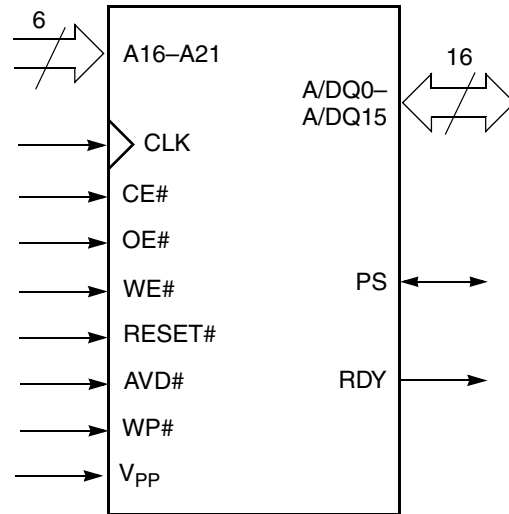 6
A16–A21
16
A/DQ0–
A/DQ15
CLK
CE#
OE#
WE#
PS
RESET#
AVD#
RDY
WP#
VPP